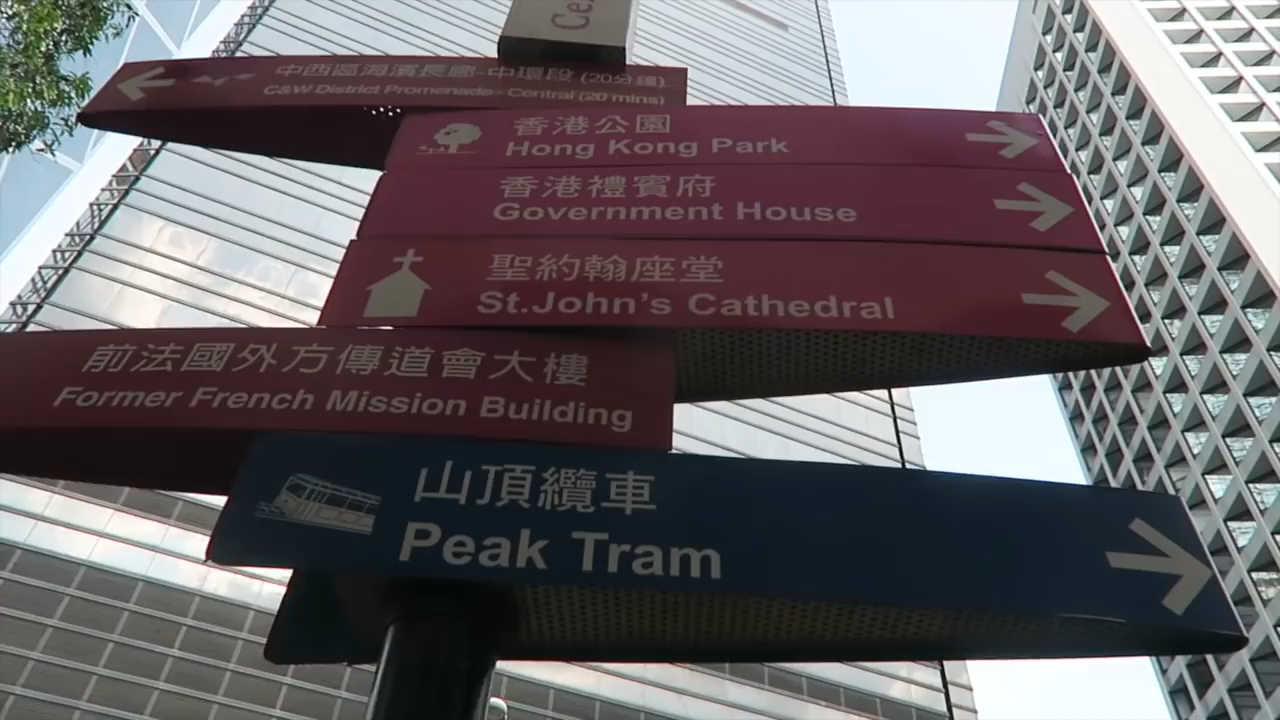 中西區海濱長廊-中環段 (20分鐘)
C&W District Promenade - Central (20 mins)
香港公園
Hong Kong Park
香港禮賓府
Government House
聖約翰座堂
St.John's Cathedral
前法國外方傳道會大樓
Former French Mission Building
山頂纜車
Peak Tram